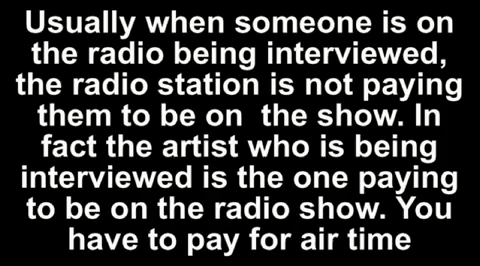 Usually when someone is on
the radio being interviewed,
the radio station is not paying
them to be on  the show. In
fact the artist who is being
interviewed is the one paying
to be on the radio show. You
have to pay for air time